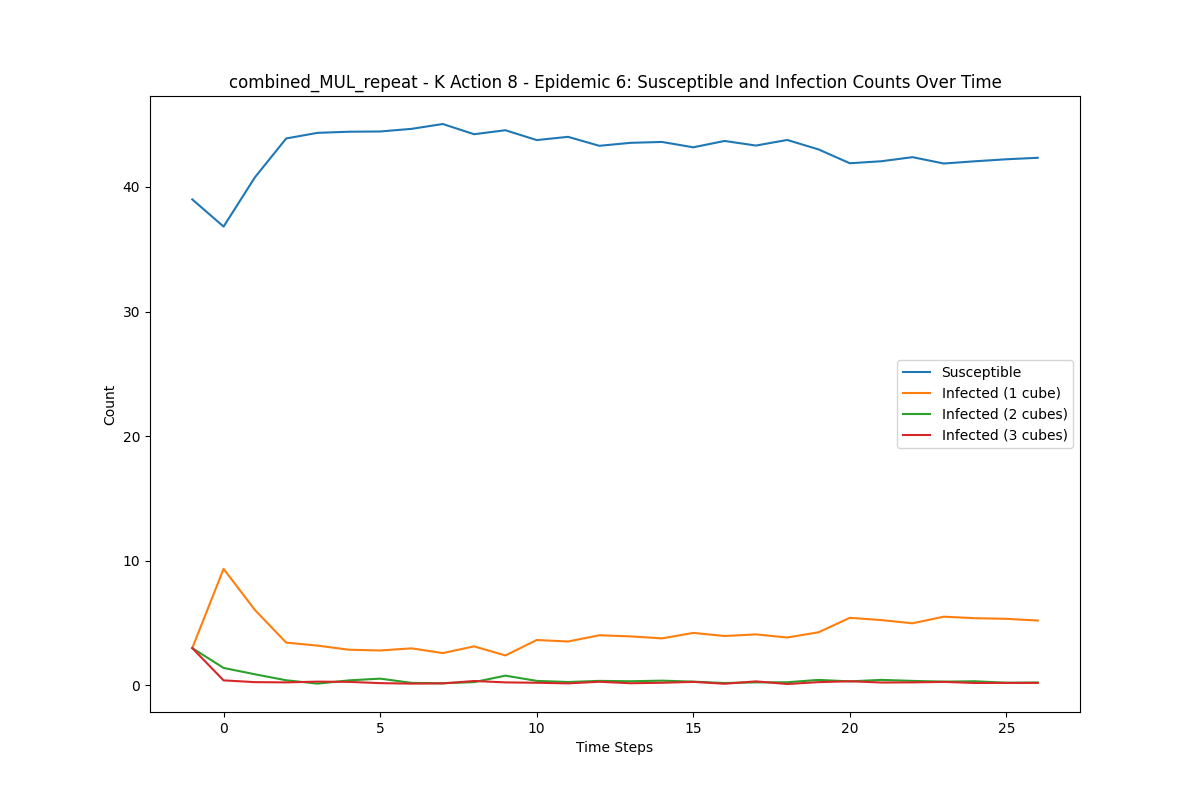 combined_MUL_repeat - K Action 8 - Epidemic 6: Susceptible and Infection Counts Over Time
40
30
20
10
0
Count
Susceptible
Infected (1 cube)
Infected (2 cubes)
Infected (3 cubes)
0 5 10 15 20 25
Time Steps